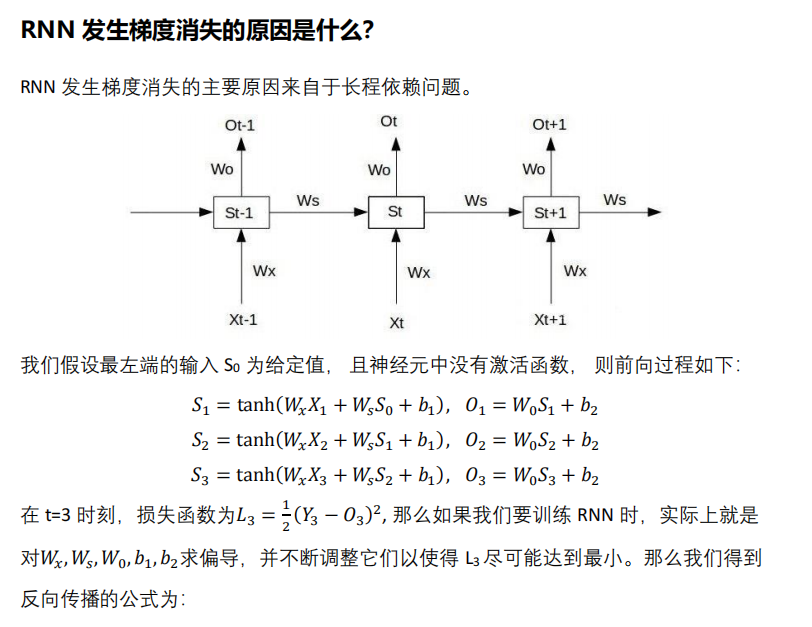 RNN 发生梯度消失的原因是什么？
RNN 发生梯度消失的主要原因来自于长程依赖问题。
Ot-1 Ot Ot+1
Wo Wo Wo
Ws Ws Ws
St-1 St St+1
Wx Wx Wx
Xt-1 Xt Xt+1
我们假设最左端的输入 S₀ 为给定值， 且神经元中没有激活函数， 则前向过程如下：
S₁ = tanh(WₓX₁ + WₛS₀ + b₁), O₁ = W₀S₁ + b₂
S₂ = tanh(WₓX₂ + WₛS₁ + b₁), O₂ = W₀S₂ + b₂
S₃ = tanh(WₓX₃ + WₛS₂ + b₁), O₃ = W₀S₃ + b₂
在 t=3 时刻，损失函数为L₃ = ½(Y₃ − O₃)², 那么如果我们要训练 RNN 时，实际上就是
对Wₓ, Wₛ, W₀, b₁, b₂求偏导，并不断调整它们以使得 L₃ 尽可能达到最小。那么我们得到
反向传播的公式为：